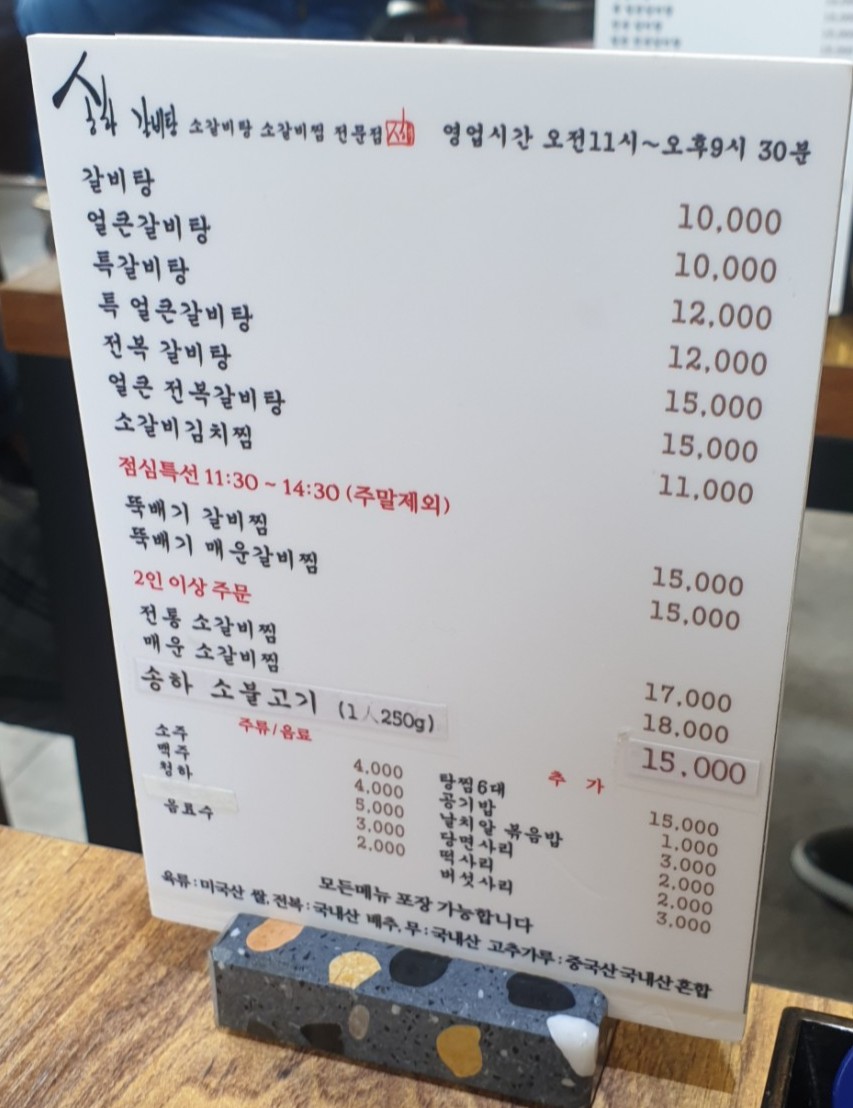 송하 갈비탕 소갈비탕 소갈비찜 전문점 영업시간 오전11시~오후9시 30분
갈비탕 10,000
얼큰갈비탕 10,000
특갈비탕 12,000
특 얼큰갈비탕 12,000
전복 갈비탕 15,000
얼큰 전복갈비탕 15,000
소갈비김치찜 11,000
점심특선 11:30 ~ 14:30 (주말제외)
뚝배기 갈비찜 15,000
뚝배기 매운갈비찜 15,000
2인 이상 주문
전통 소갈비찜 17,000
매운 소갈비찜 18,000
송하 소불고기 (1人250g) 15,000
주류/음료
소주 4,000
맥주 4,000
청하 5,000
3,000
음료수 2,000
추 가
탕찜6대 15,000
공기밥 1,000
날치알 볶음밥 3,000
당면사리 2,000
떡사리 2,000
버섯사리 3,000
모든메뉴 포장 가능합니다
육류:미국산 쌀,전복:국내산 배추,무:국내산 고추가루:중국산국내산혼합